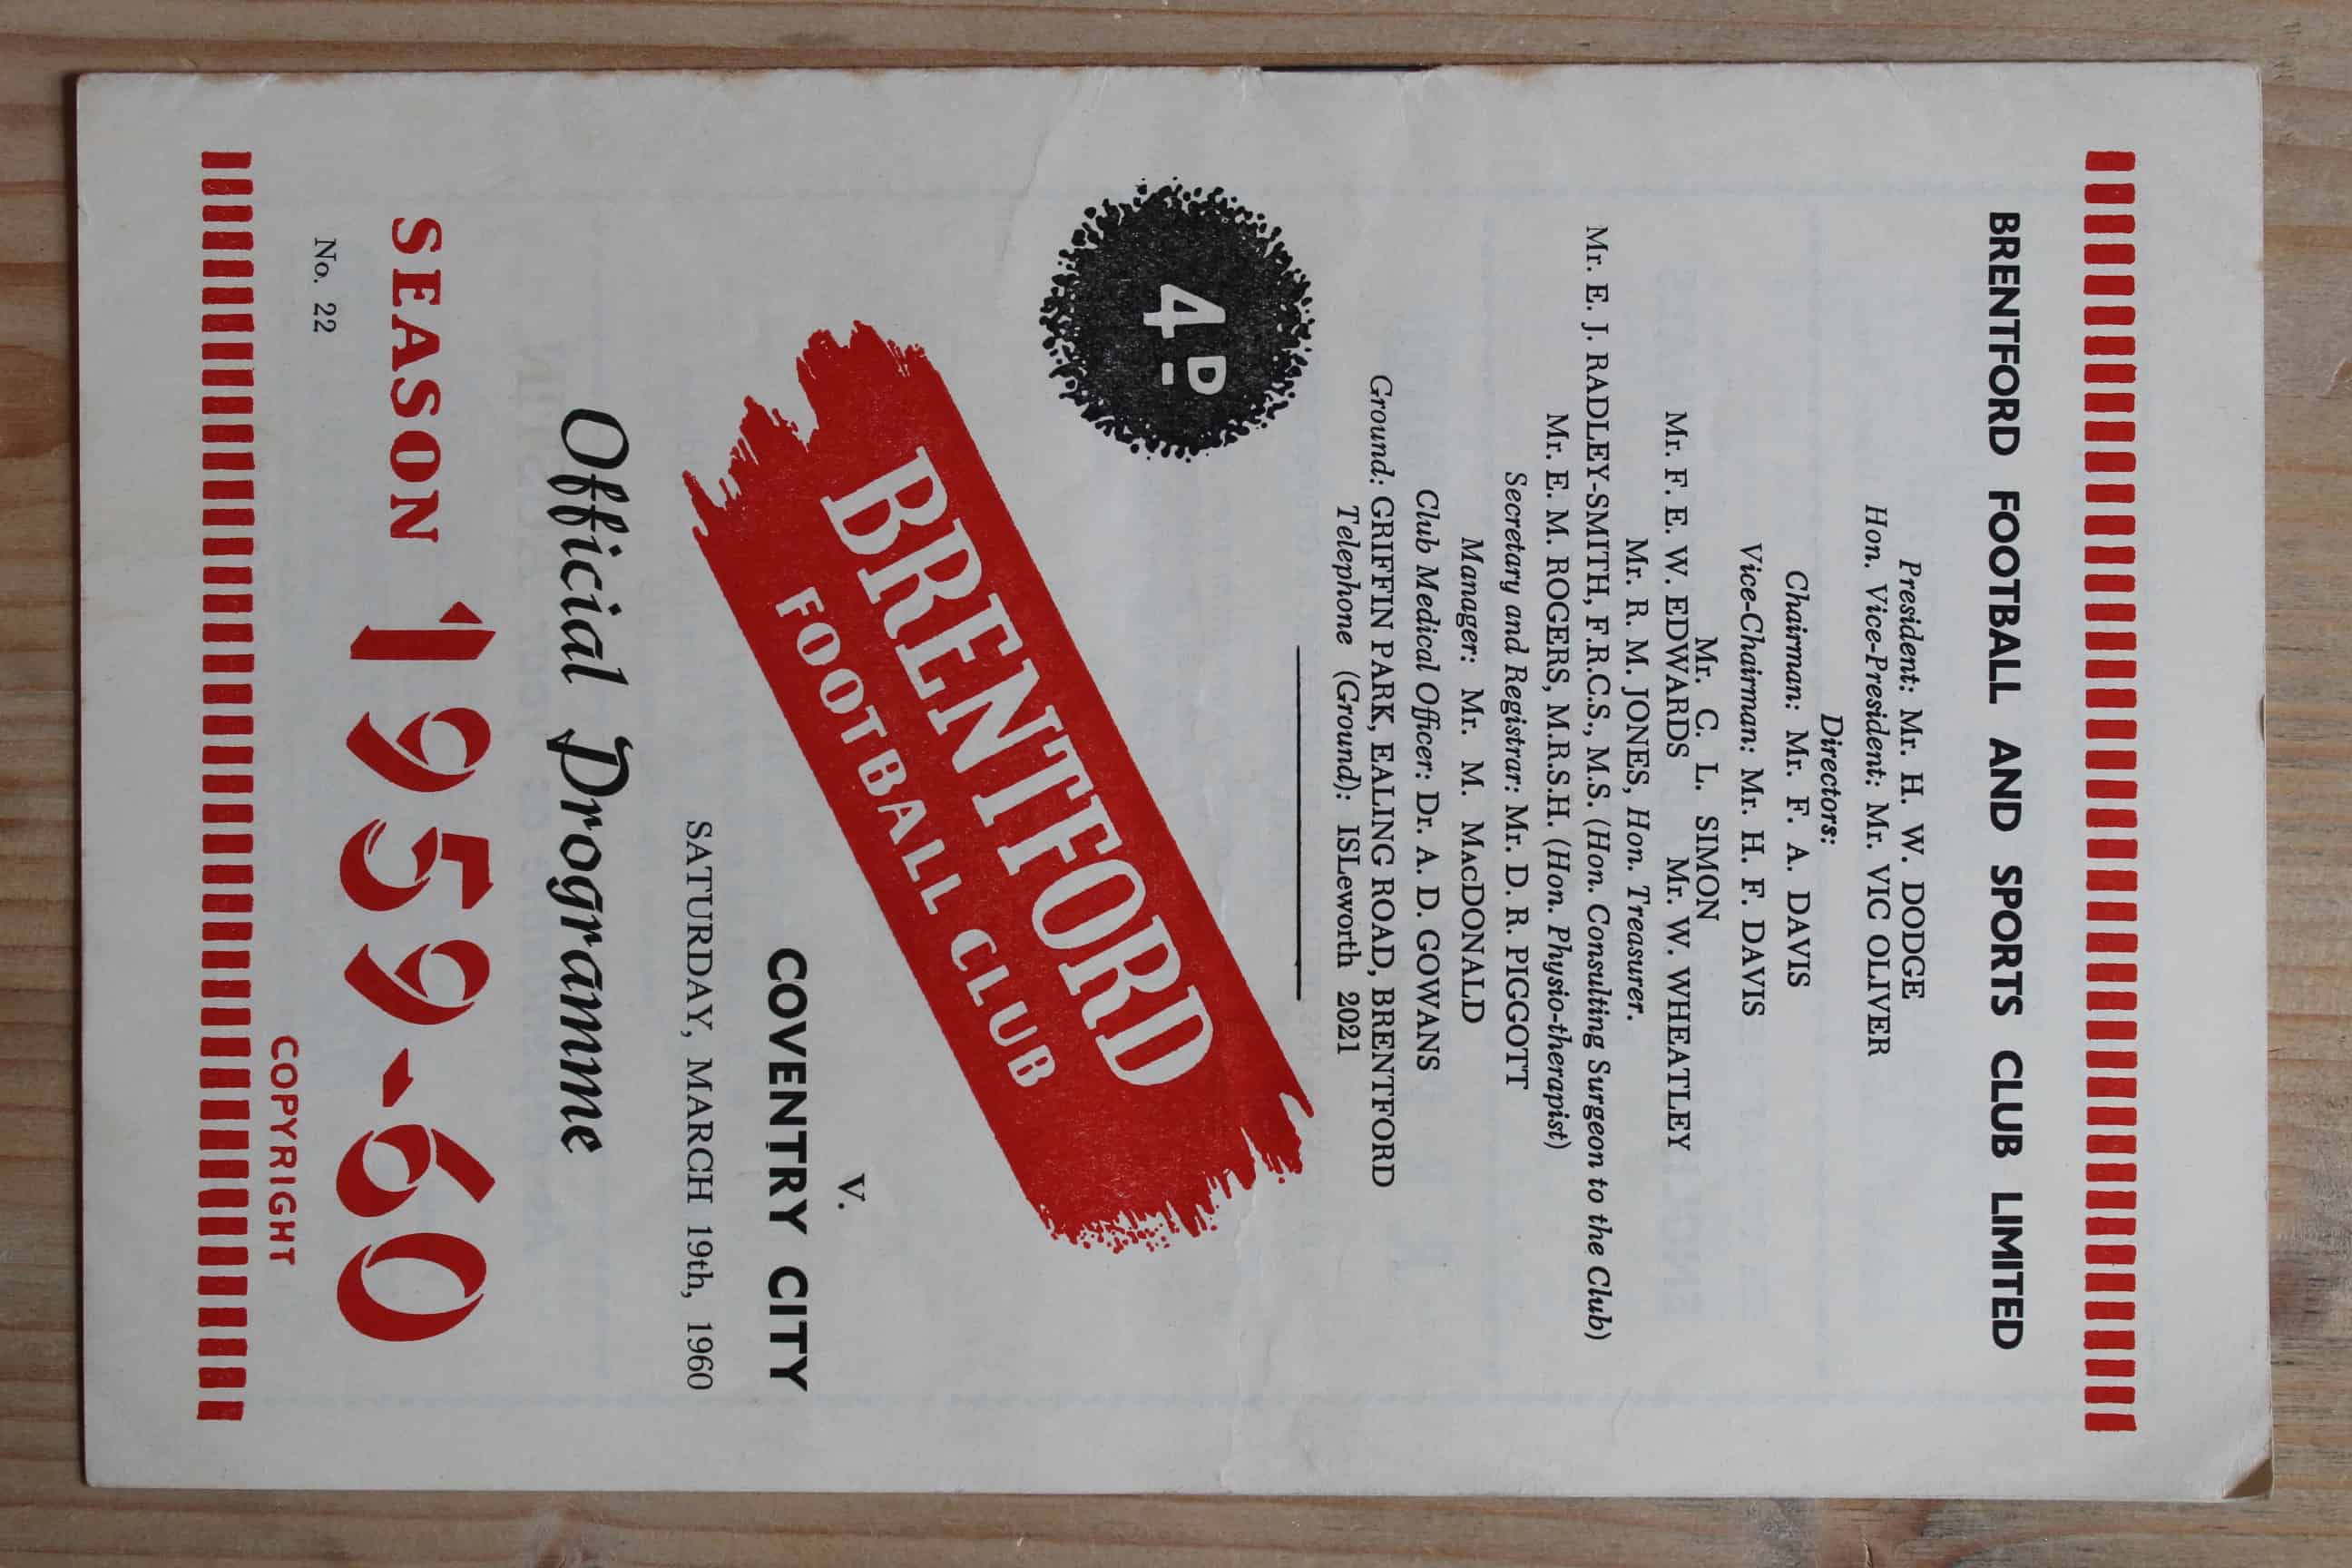 BRENTFORD FOOTBALL AND SPORTS CLUB LIMITED
President: Mr. H. W. DODGE
Hon. Vice-President: Mr. VIC OLIVER
Directors:
Chairman: Mr. F. A. DAVIS
Vice-Chairman: Mr. H. F. DAVIS
Mr. C. L. SIMON
Mr. F. E. W. EDWARDS Mr. W. WHEATLEY
Mr. R. M. JONES, Hon. Treasurer.
Mr. E. J. RADLEY-SMITH, F.R.C.S., M.S. (Hon. Consulting Surgeon to the Club)
Mr. E. M. ROGERS, M.R.S.H. (Hon. Physio-therapist)
Secretary and Registrar: Mr. D. R. PIGGOTT
Manager: Mr. M. MACDONALD
Club Medical Officer: Dr. A. D. GOWANS
Ground: GRIFFIN PARK, EALING ROAD, BRENTFORD
Telephone (Ground): ISLeworth 2021
4D
BRENTFORD
FOOTBALL CLUB
v.
COVENTRY CITY
SATURDAY, MARCH 19th, 1960
Official Programme
SEASON 1959-60
No. 22
COPYRIGHT